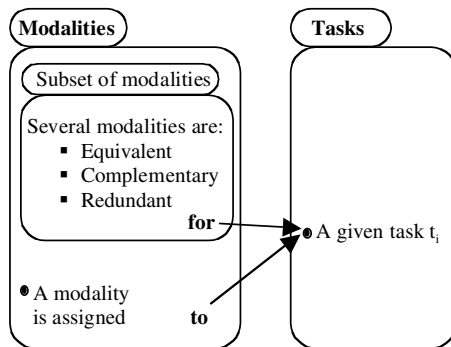 Modalities
Subset of modalities
Several modalities are:
▪ Equivalent
▪ Complementary
▪ Redundant
for
A modality
is assigned
to
Tasks
A given task tᵢ